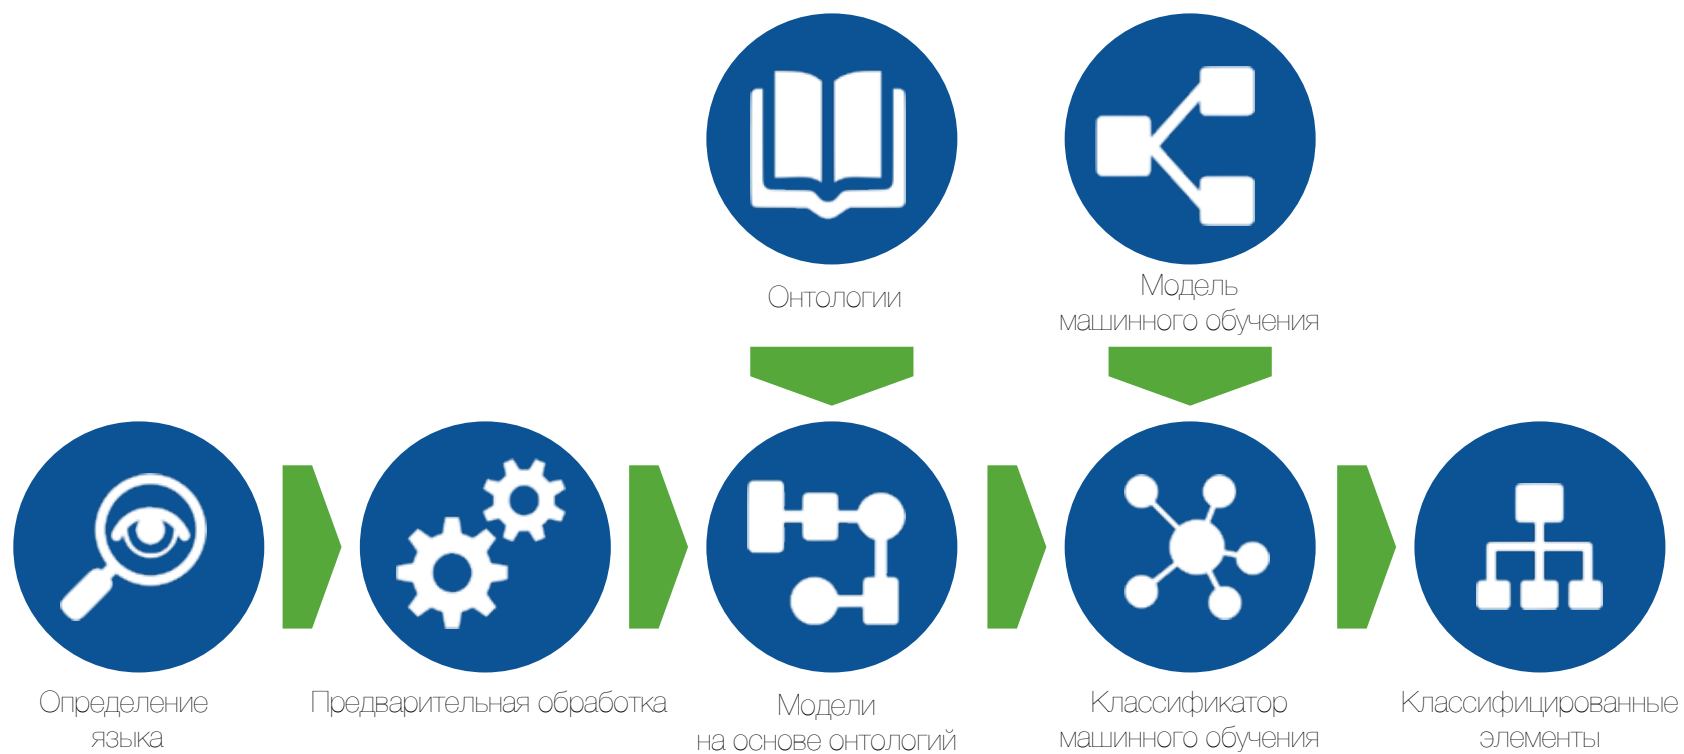 Онтологии
Модель
машинного обучения
Определение
языка
Предварительная обработка
Модели
на основе онтологий
Классификатор
машинного обучения
Классифицированные
элементы